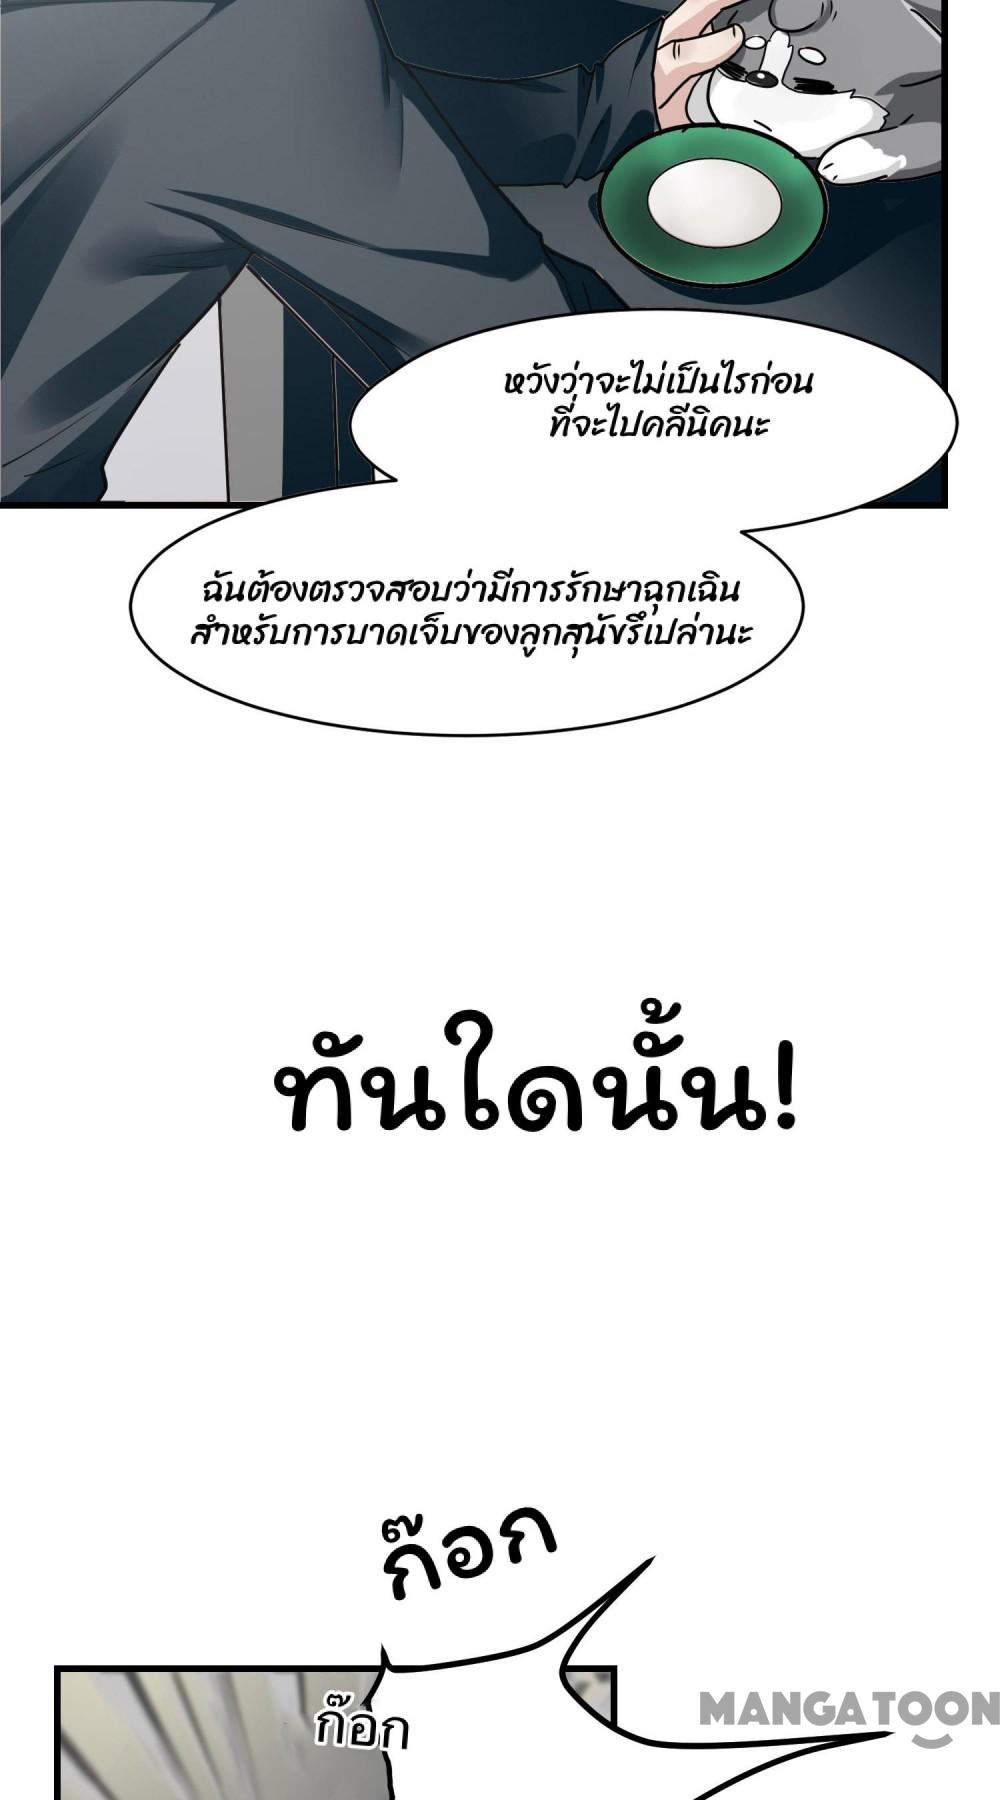 หวังว่าจะไม่เป็นไรก่อน
ที่จะไปคลีนิคนะ
ฉันต้องตรวจสอบว่ามีการรักษาฉุกเฉิน
สำหรับการบาดเจ็บของลูกสุนัขรึเปล่านะ
ทันใดนั้น!
ก๊อก
ก๊อก
MANGATOON